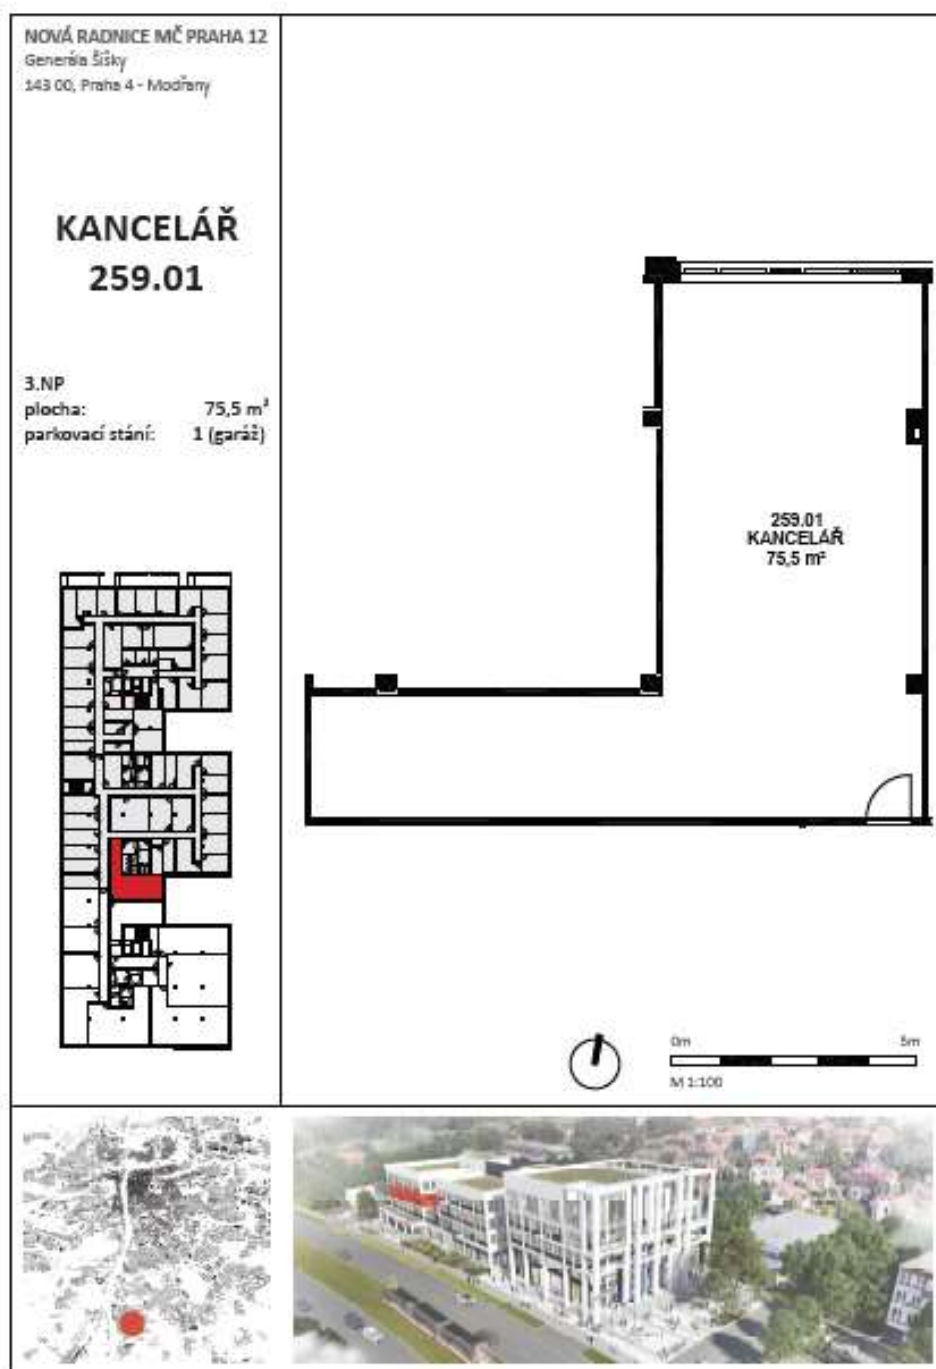 NOVÁ RADNICE MČ PRAHA 12
Generála Šišky
143 00, Praha 4 - Modřany
KANCELÁŘ
259.01
3.NP
plocha: 75,5 m²
parkovací stání: 1 (garáž)
259.01
KANCELÁŘ
75,5 m²
0m 5m
M 1:100